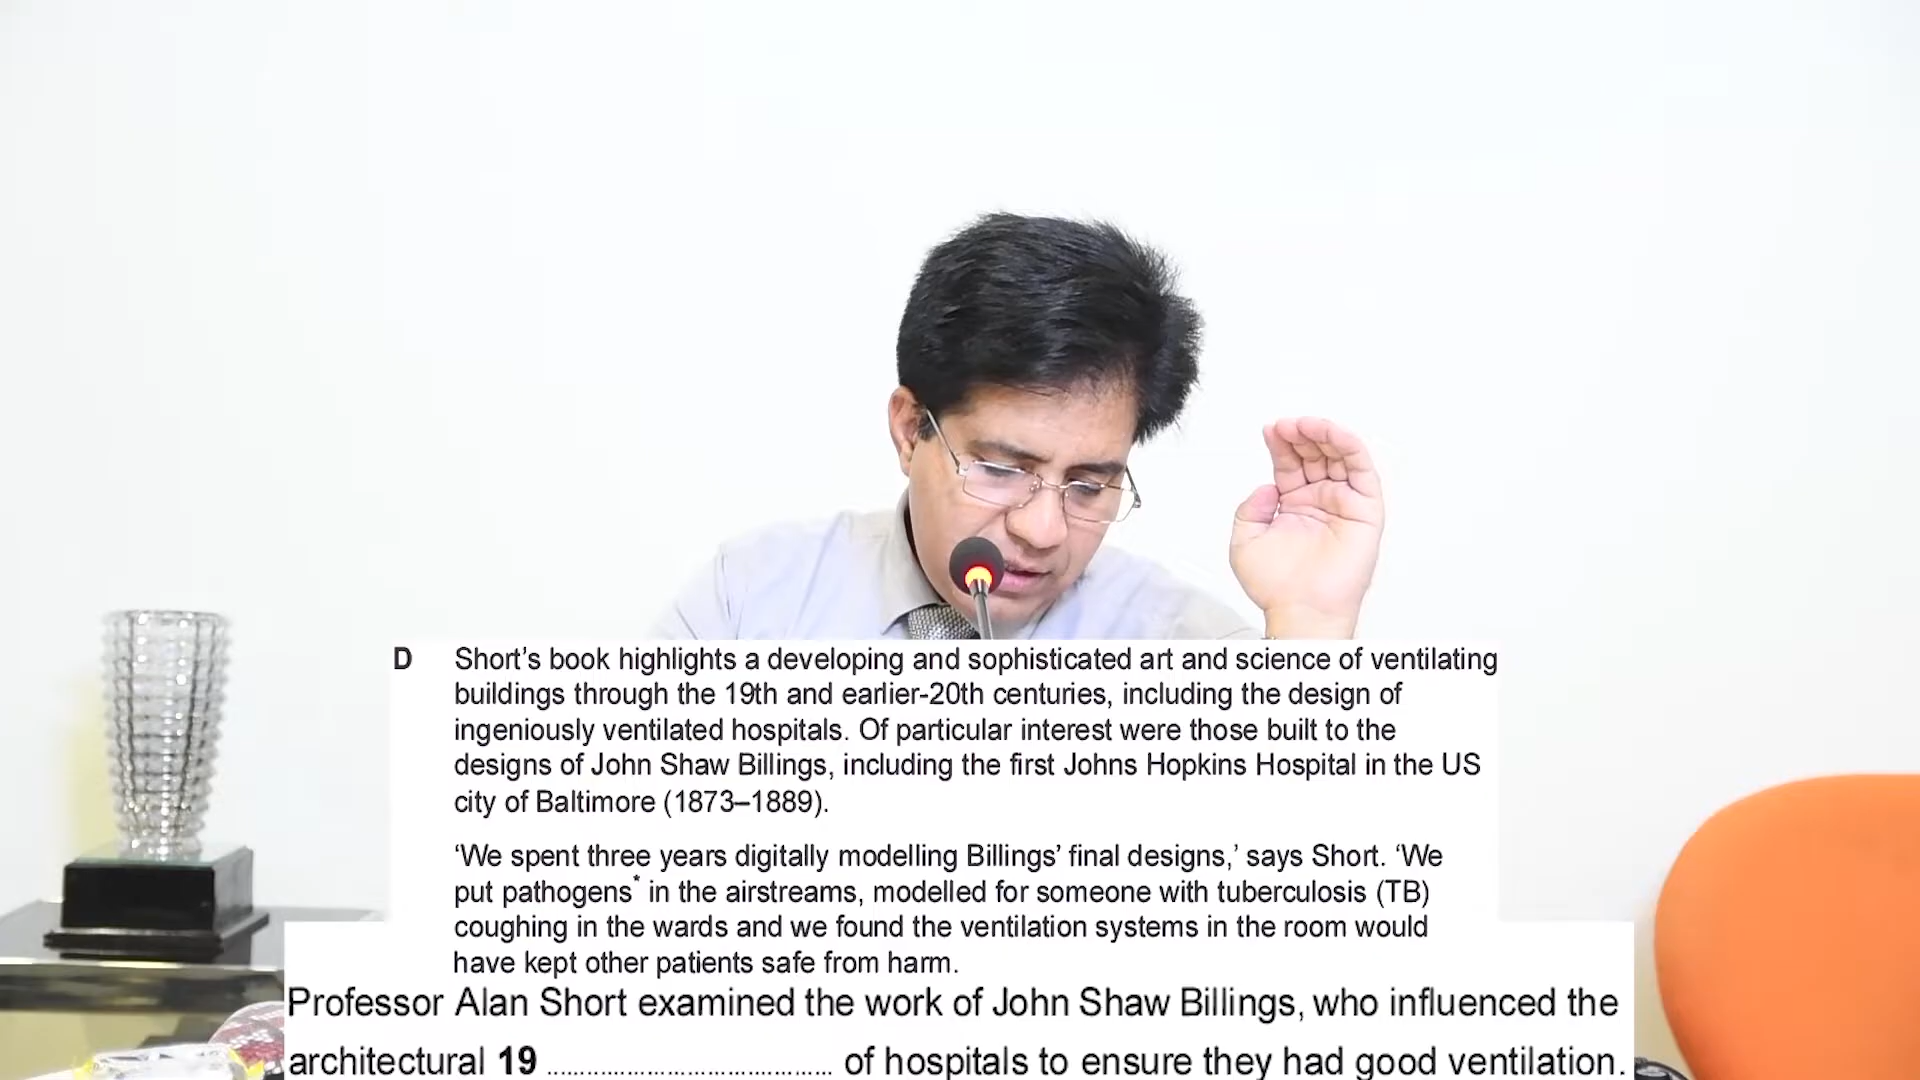 D Short's book highlights a developing and sophisticated art and science of ventilating
buildings through the 19th and earlier-20th centuries, including the design of
ingeniously ventilated hospitals. Of particular interest were those built to the
designs of John Shaw Billings, including the first Johns Hopkins Hospital in the US
city of Baltimore (1873–1889).
'We spent three years digitally modelling Billings' final designs,' says Short. 'We
put pathogens* in the airstreams, modelled for someone with tuberculosis (TB)
coughing in the wards and we found the ventilation systems in the room would
have kept other patients safe from harm.
Professor Alan Short examined the work of John Shaw Billings, who influenced the
architectural 19 ........................................ of hospitals to ensure they had good ventilation.